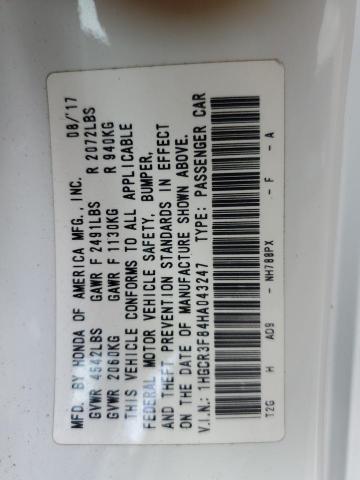 MFD. BY HONDA OF AMERICA MFG., INC. 08/'17
GVWR 4542LBS GAWR F 2491LBS R 2072LBS
GVWR 2060KG GAWR F 1130KG R 940KG
THIS VEHICLE CONFORMS TO ALL APPLICABLE
FEDERAL MOTOR VEHICLE SAFETY, BUMPER,
AND THEFT PREVENTION STANDARDS IN EFFECT
ON THE DATE OF MANUFACTURE SHOWN ABOVE.
V.I.N.: 1HGCR3F84HA043247 TYPE: PASSENGER CAR
T2G H AD9 - NH788PX - F - A